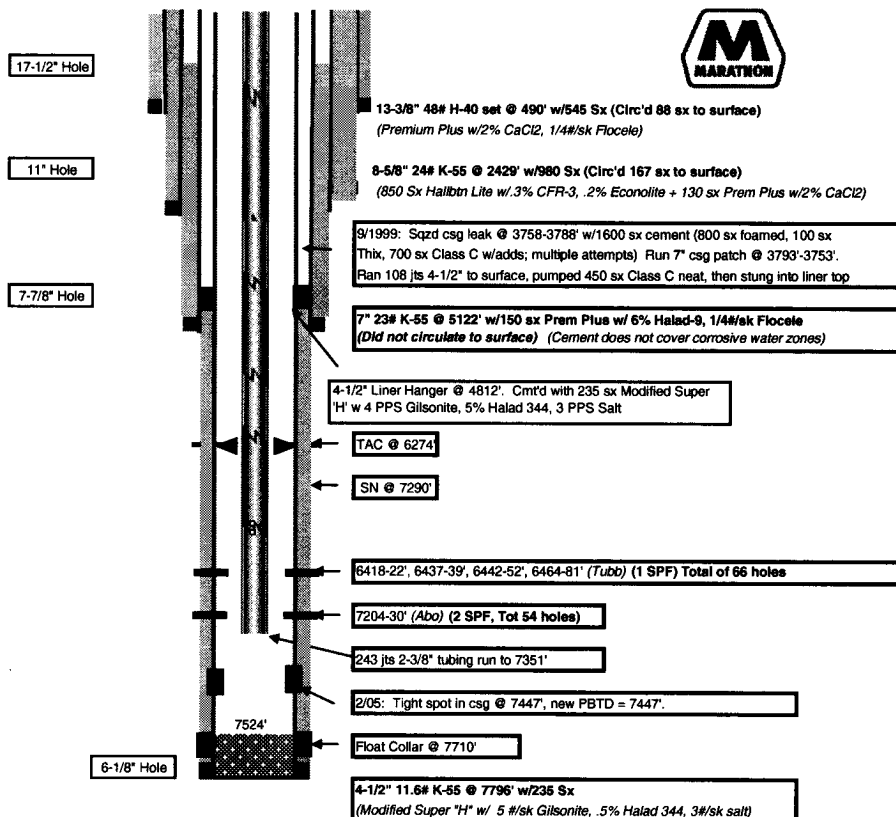 17-1/2" Hole
M
MARATHON
13-3/8" 48# H-40 set @ 490' w/545 Sx (Circ'd 88 sx to surface)
(Premium Plus w/2% CaCl2, 1/4#/sk Flocele)
11" Hole
8-5/8" 24# K-55 @ 2429' w/980 Sx (Circ'd 167 sx to surface)
(850 Sx Hallbtn Lite w/.3% CFR-3, .2% Econolite + 130 sx Prem Plus w/2% CaCl2)
9/1999: Sqzd csg leak @ 3758-3788' w/1600 sx cement (800 sx foamed, 100 sx
Thix, 700 sx Class C w/adds; multiple attempts) Run 7" csg patch @ 3793'-3753'.
Ran 108 jts 4-1/2" to surface, pumped 450 sx Class C neat, then stung into liner top
7-7/8" Hole
7" 23# K-55 @ 5122' w/150 sx Prem Plus w/ 6% Halad-9, 1/4#/sk Flocele
(Did not circulate to surface) (Cement does not cover corrosive water zones)
4-1/2" Liner Hanger @ 4812'. Cmt'd with 235 sx Modified Super
'H' w 4 PPS Gilsonite, 5% Halad 344, 3 PPS Salt
TAC @ 6274'
SN @ 7290'
6418-22', 6437-39', 6442-52', 6464-81' (Tubb) (1 SPF) Total of 66 holes
7204-30' (Abo) (2 SPF, Tot 54 holes)
243 jts 2-3/8" tubing run to 7351'
2/05: Tight spot in csg @ 7447', new PBTD = 7447'.
7524'
Float Collar @ 7710'
6-1/8" Hole
4-1/2" 11.6# K-55 @ 7796' w/235 Sx
(Modified Super "H" w/ 5 #/sk Gilsonite, .5% Halad 344, 3#/sk salt)